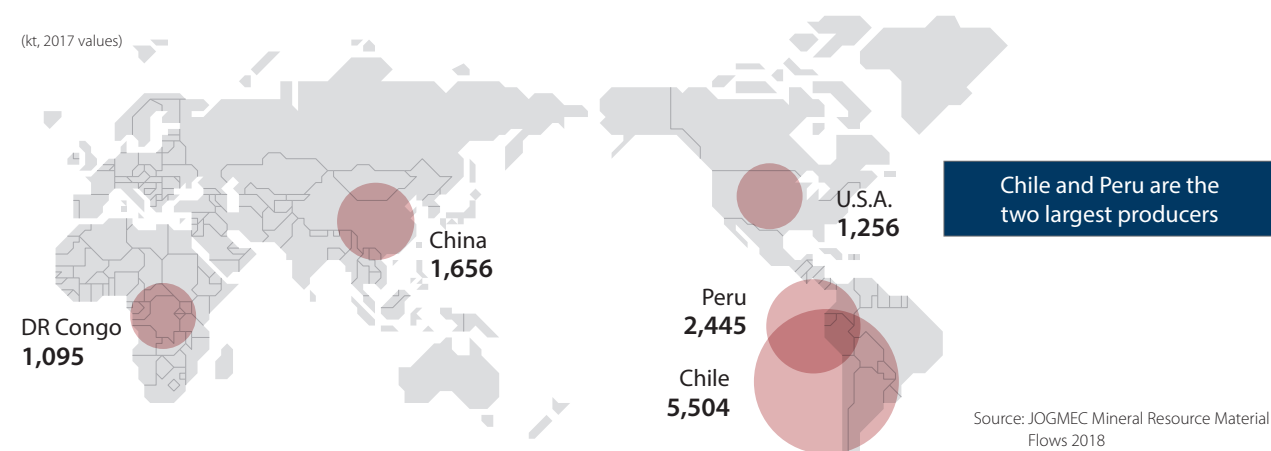 (kt, 2017 values)
Chile and Peru are the
two largest producers
U.S.A.
1,256
China
1,656
Peru
2,445
DR Congo
1,095
Chile
5,504
Source: JOGMEC Mineral Resource Material
Flows 2018